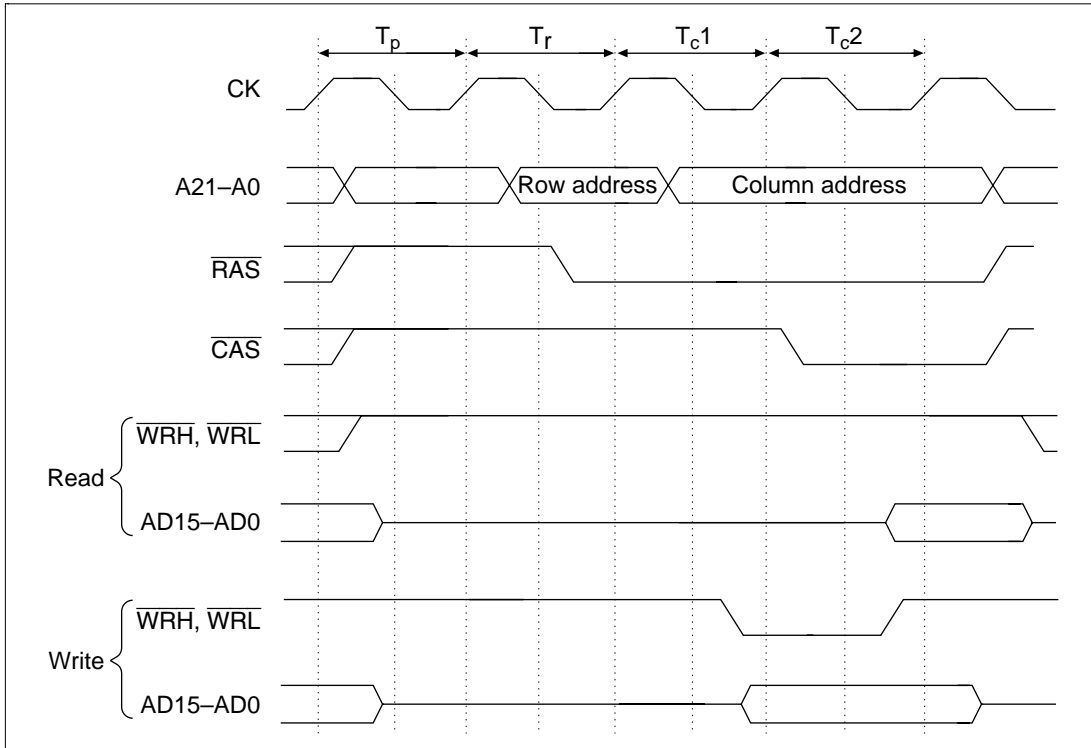 Tp Tr Tc1 Tc2
CK
A21–A0 Row address Column address
RAS
CAS
WRH, WRL
Read
AD15–AD0
WRH, WRL
Write
AD15–AD0